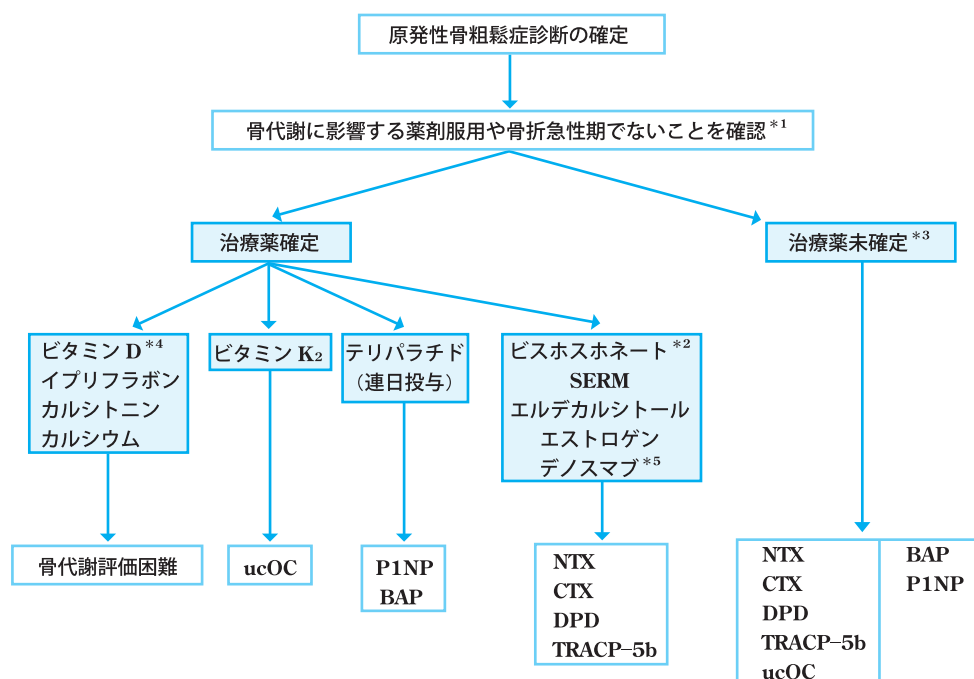 原発性骨粗鬆症診断の確定
骨代謝に影響する薬剤服用や骨折急性期でないことを確認*1
治療薬確定
治療薬未確定*3
ビタミン D*4
イプリフラボン
カルシトニン
カルシウム
ビタミン K2
テリパラチド
（連日投与）
ビスホスホネート*2
SERM
エルデカルシトール
エストロゲン
デノスマブ*5
骨代謝評価困難
ucOC
P1NP
BAP
NTX
CTX
DPD
TRACP–5b
NTX
CTX
DPD
TRACP–5b
ucOC
BAP
P1NP